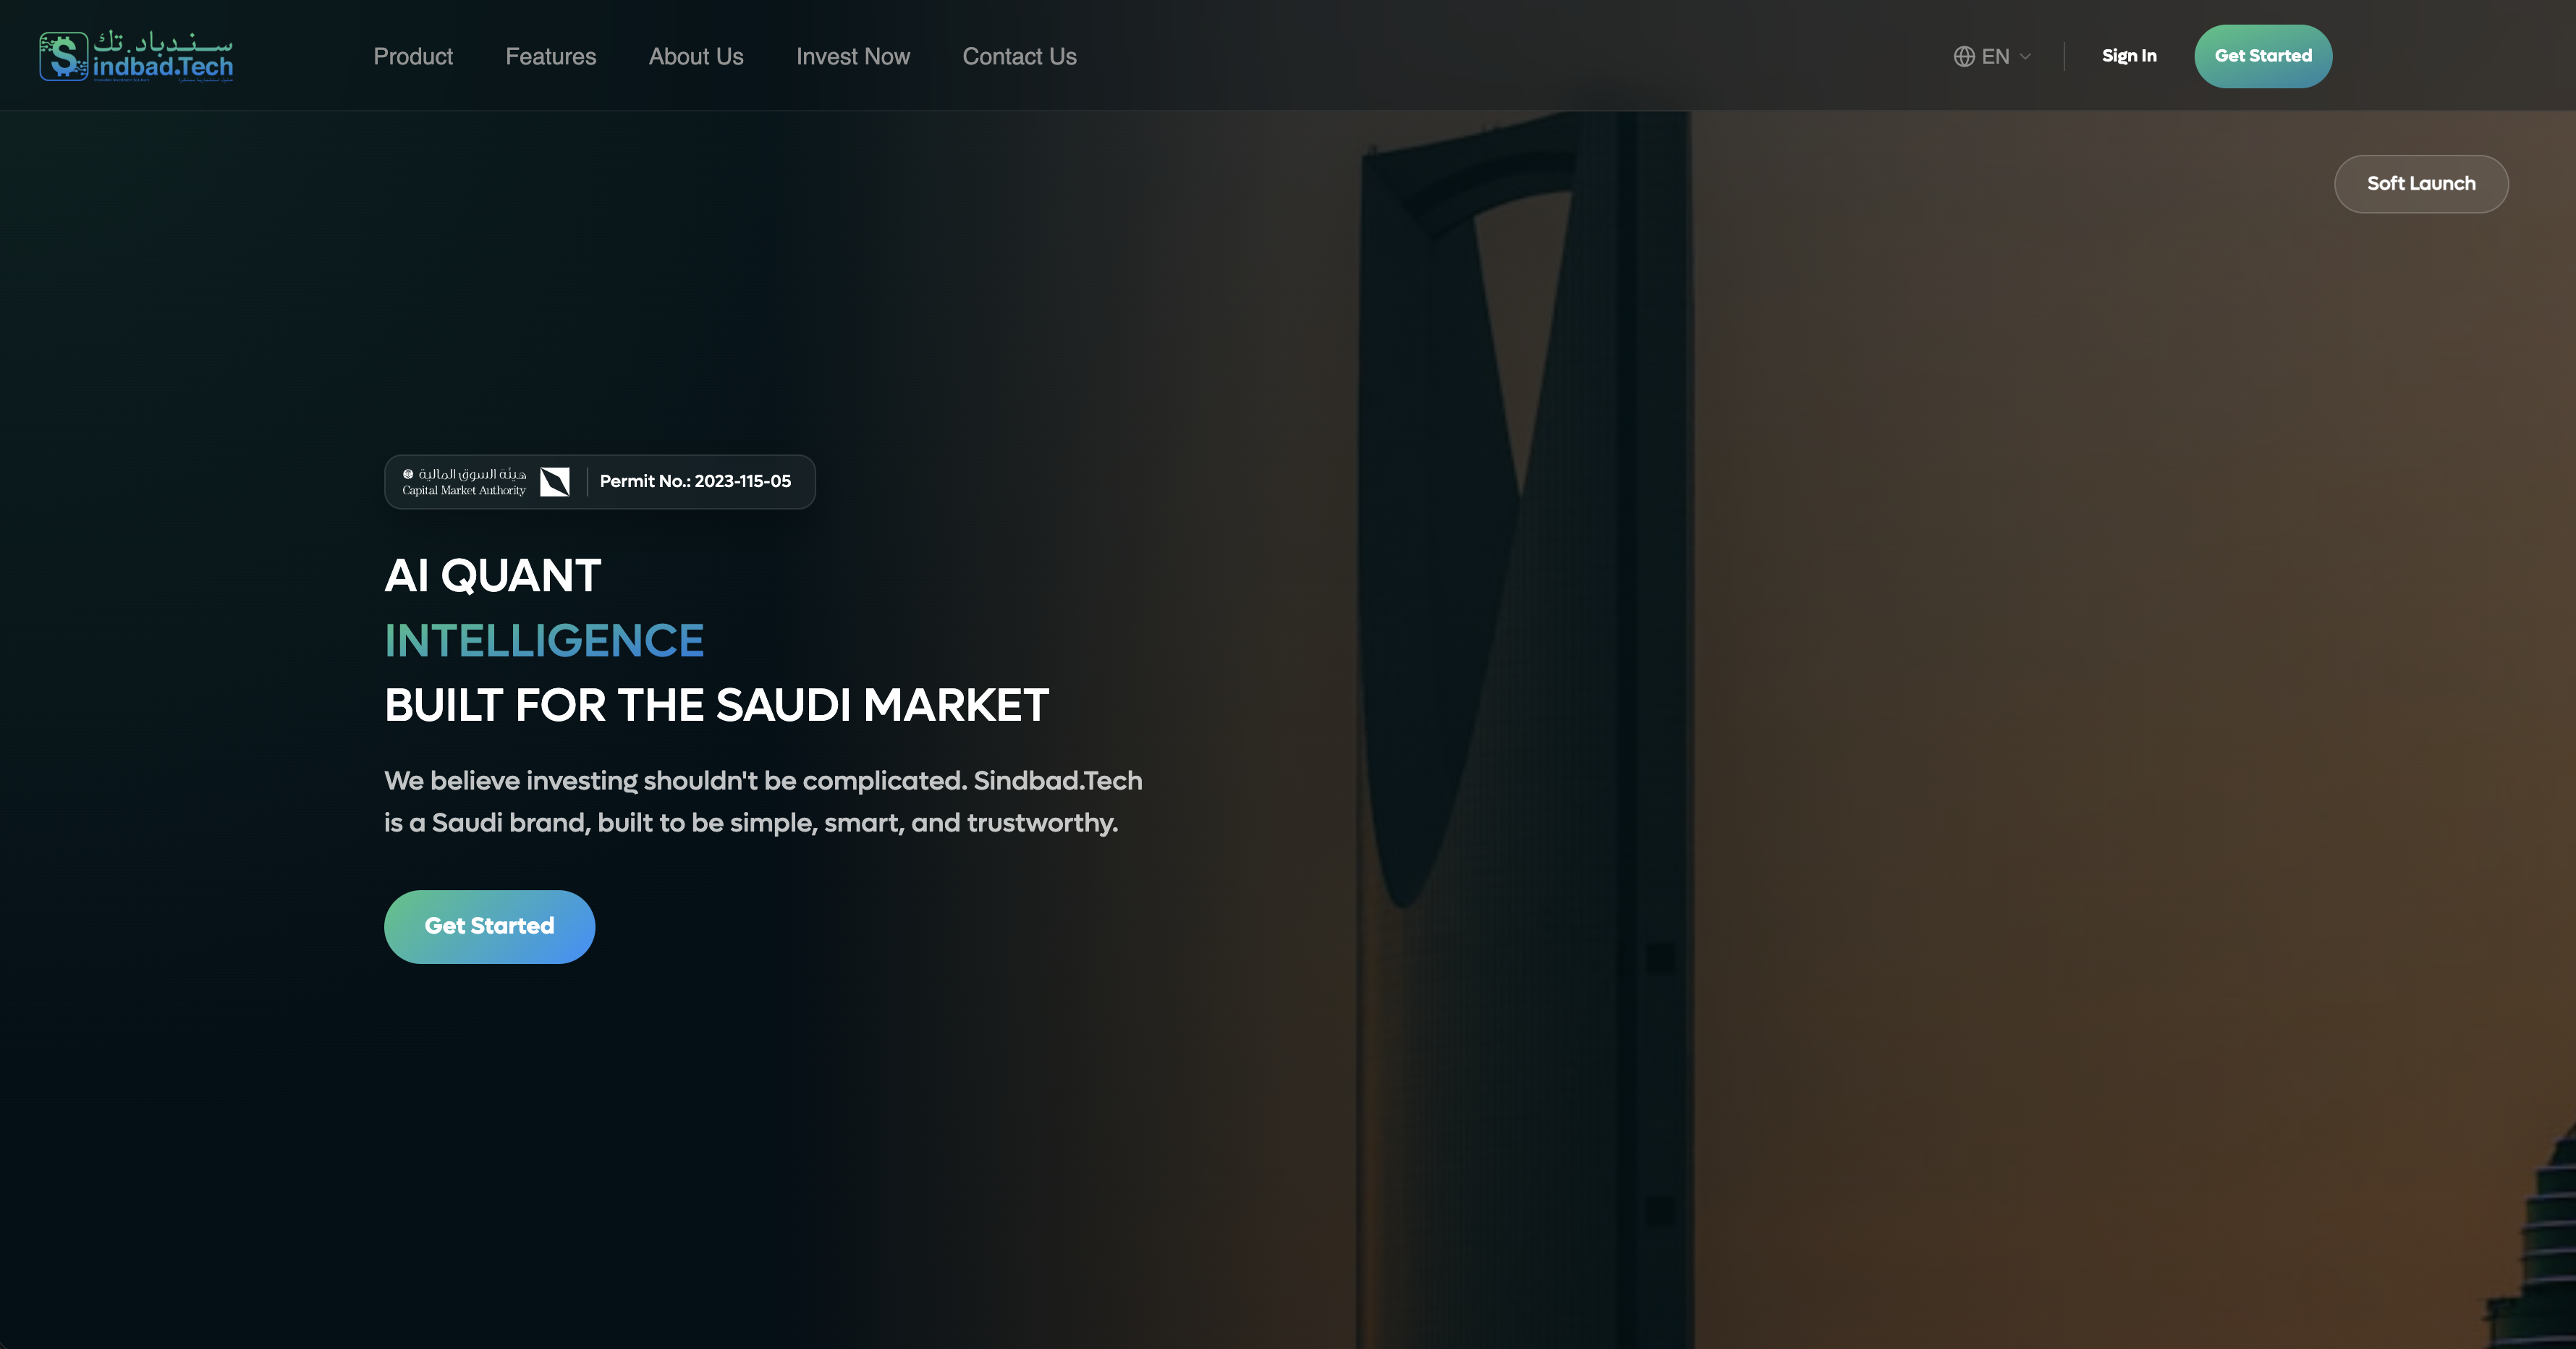 سندباد.تك
Sindbad.Tech
Product
Features
About Us
Invest Now
Contact Us
EN
Sign In
Get Started
Soft Launch
هيئة السوق المالية
Capital Market Authority
Permit No.: 2023-115-05
AI QUANT
INTELLIGENCE
BUILT FOR THE SAUDI MARKET
We believe investing shouldn't be complicated. Sindbad.Tech
is a Saudi brand, built to be simple, smart, and trustworthy.
Get Started